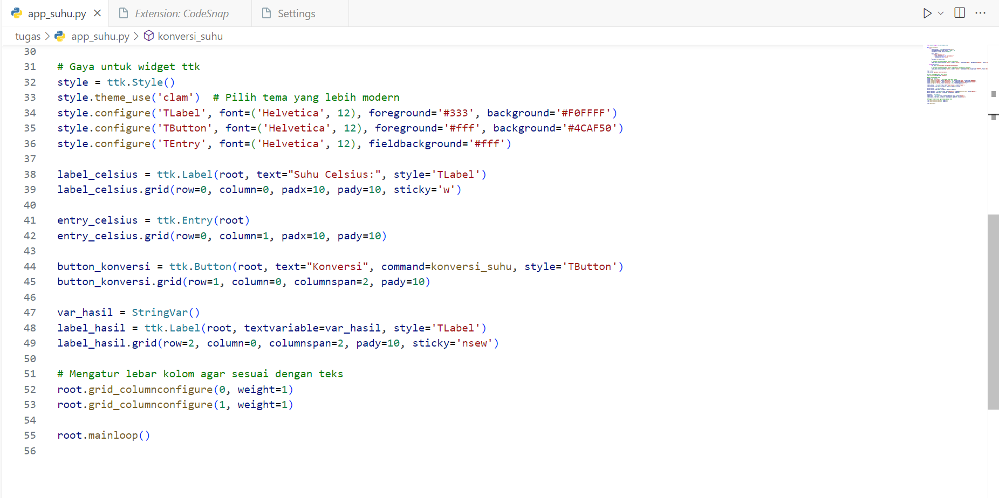 app_suhu.py
Extension: CodeSnap
Settings
tugas > app_suhu.py > konversi_suhu
30
31 # Gaya untuk widget ttk
32 style = ttk.Style()
33 style.theme_use('clam')  # Pilih tema yang lebih modern
34 style.configure('TLabel', font=('Helvetica', 12), foreground='#333', background='#F0FFFF')
35 style.configure('TButton', font=('Helvetica', 12), foreground='#fff', background='#4CAF50')
36 style.configure('TEntry', font=('Helvetica', 12), fieldbackground='#fff')
37
38 label_celsius = ttk.Label(root, text="Suhu Celsius:", style='TLabel')
39 label_celsius.grid(row=0, column=0, padx=10, pady=10, sticky='w')
40
41 entry_celsius = ttk.Entry(root)
42 entry_celsius.grid(row=0, column=1, padx=10, pady=10)
43
44 button_konversi = ttk.Button(root, text="Konversi", command=konversi_suhu, style='TButton')
45 button_konversi.grid(row=1, column=0, columnspan=2, pady=10)
46
47 var_hasil = StringVar()
48 label_hasil = ttk.Label(root, textvariable=var_hasil, style='TLabel')
49 label_hasil.grid(row=2, column=0, columnspan=2, pady=10, sticky='nsew')
50
51 # Mengatur lebar kolom agar sesuai dengan teks
52 root.grid_columnconfigure(0, weight=1)
53 root.grid_columnconfigure(1, weight=1)
54
55 root.mainloop()
56